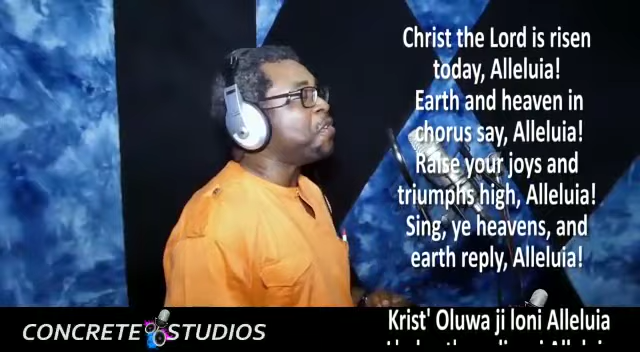 Christ the Lord is risen
today, Alleluia!
Earth and heaven in
chorus say, Alleluia!
Raise your joys and
triumphs high, Alleluia!
Sing, ye heavens, and
earth reply, Alleluia!
Krist' Oluwa ji loni Alleluia
CONCRETE STUDIOS